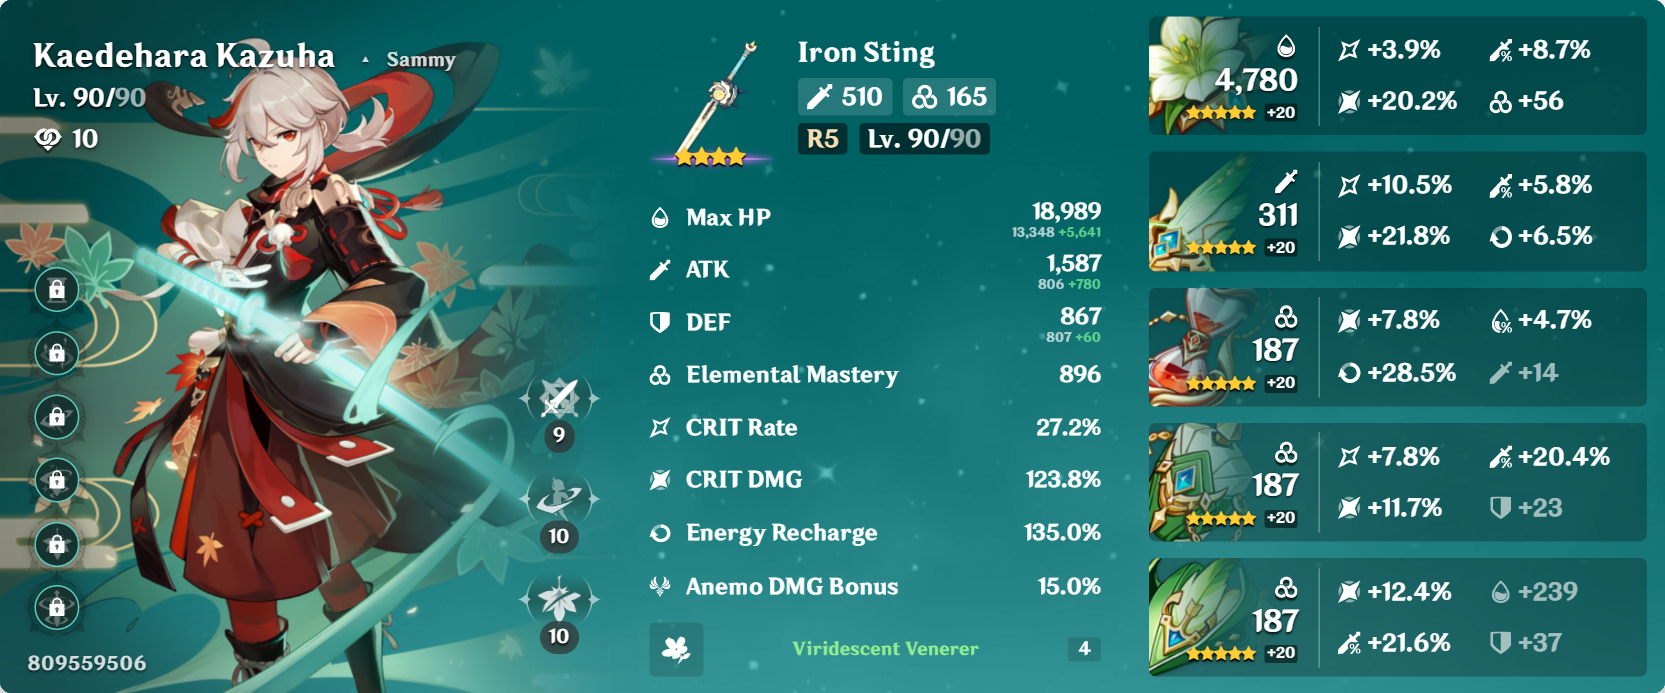 Kaedehara Kazuha ▲ Sammy
Lv. 90/90
10
9
10
10
809559506
Iron Sting
510 165
R5 Lv. 90/90
Max HP 18,989
13,348 +5,641
ATK 1,587
806 +780
DEF 867
807 +60
Elemental Mastery 896
CRIT Rate 27.2%
CRIT DMG 123.8%
Energy Recharge 135.0%
Anemo DMG Bonus 15.0%
Viridescent Venerer 4
4,780
+20
+3.9% +8.7%
+20.2% +56
311
+20
+10.5% +5.8%
+21.8% +6.5%
187
+20
+7.8% +4.7%
+28.5% +14
187
+20
+7.8% +20.4%
+11.7% +23
187
+20
+12.4% +239
+21.6% +37